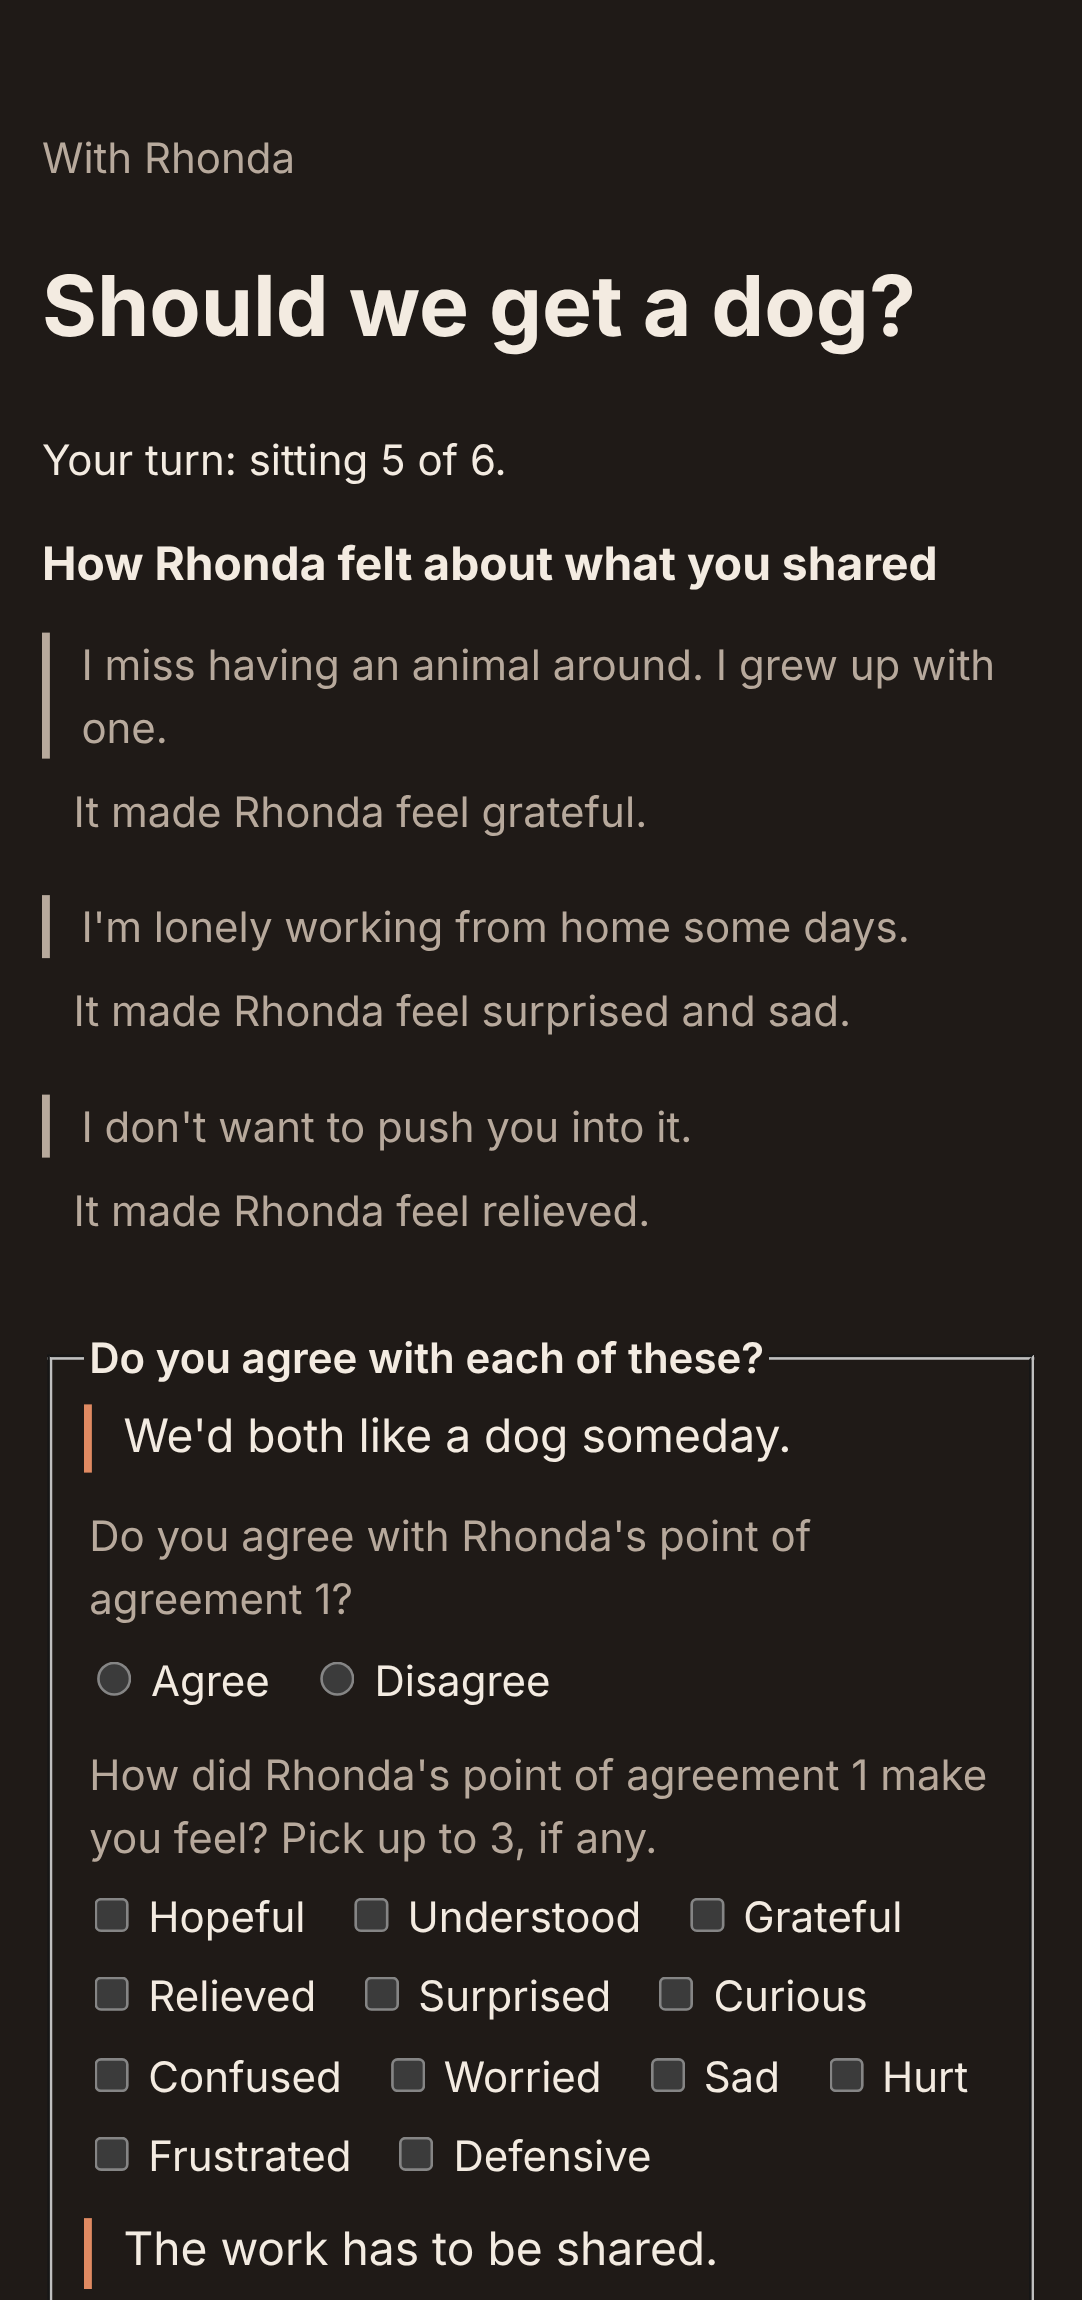 With Rhonda
Should we get a dog?
Your turn: sitting 5 of 6.
How Rhonda felt about what you shared
I miss having an animal around. I grew up with
one.
It made Rhonda feel grateful.
I'm lonely working from home some days.
It made Rhonda feel surprised and sad.
I don't want to push you into it.
It made Rhonda feel relieved.
Do you agree with each of these?
We'd both like a dog someday.
Do you agree with Rhonda's point of
agreement 1?
Agree Disagree
How did Rhonda's point of agreement 1 make
you feel? Pick up to 3, if any.
Hopeful Understood Grateful
Relieved Surprised Curious
Confused Worried Sad Hurt
Frustrated Defensive
The work has to be shared.